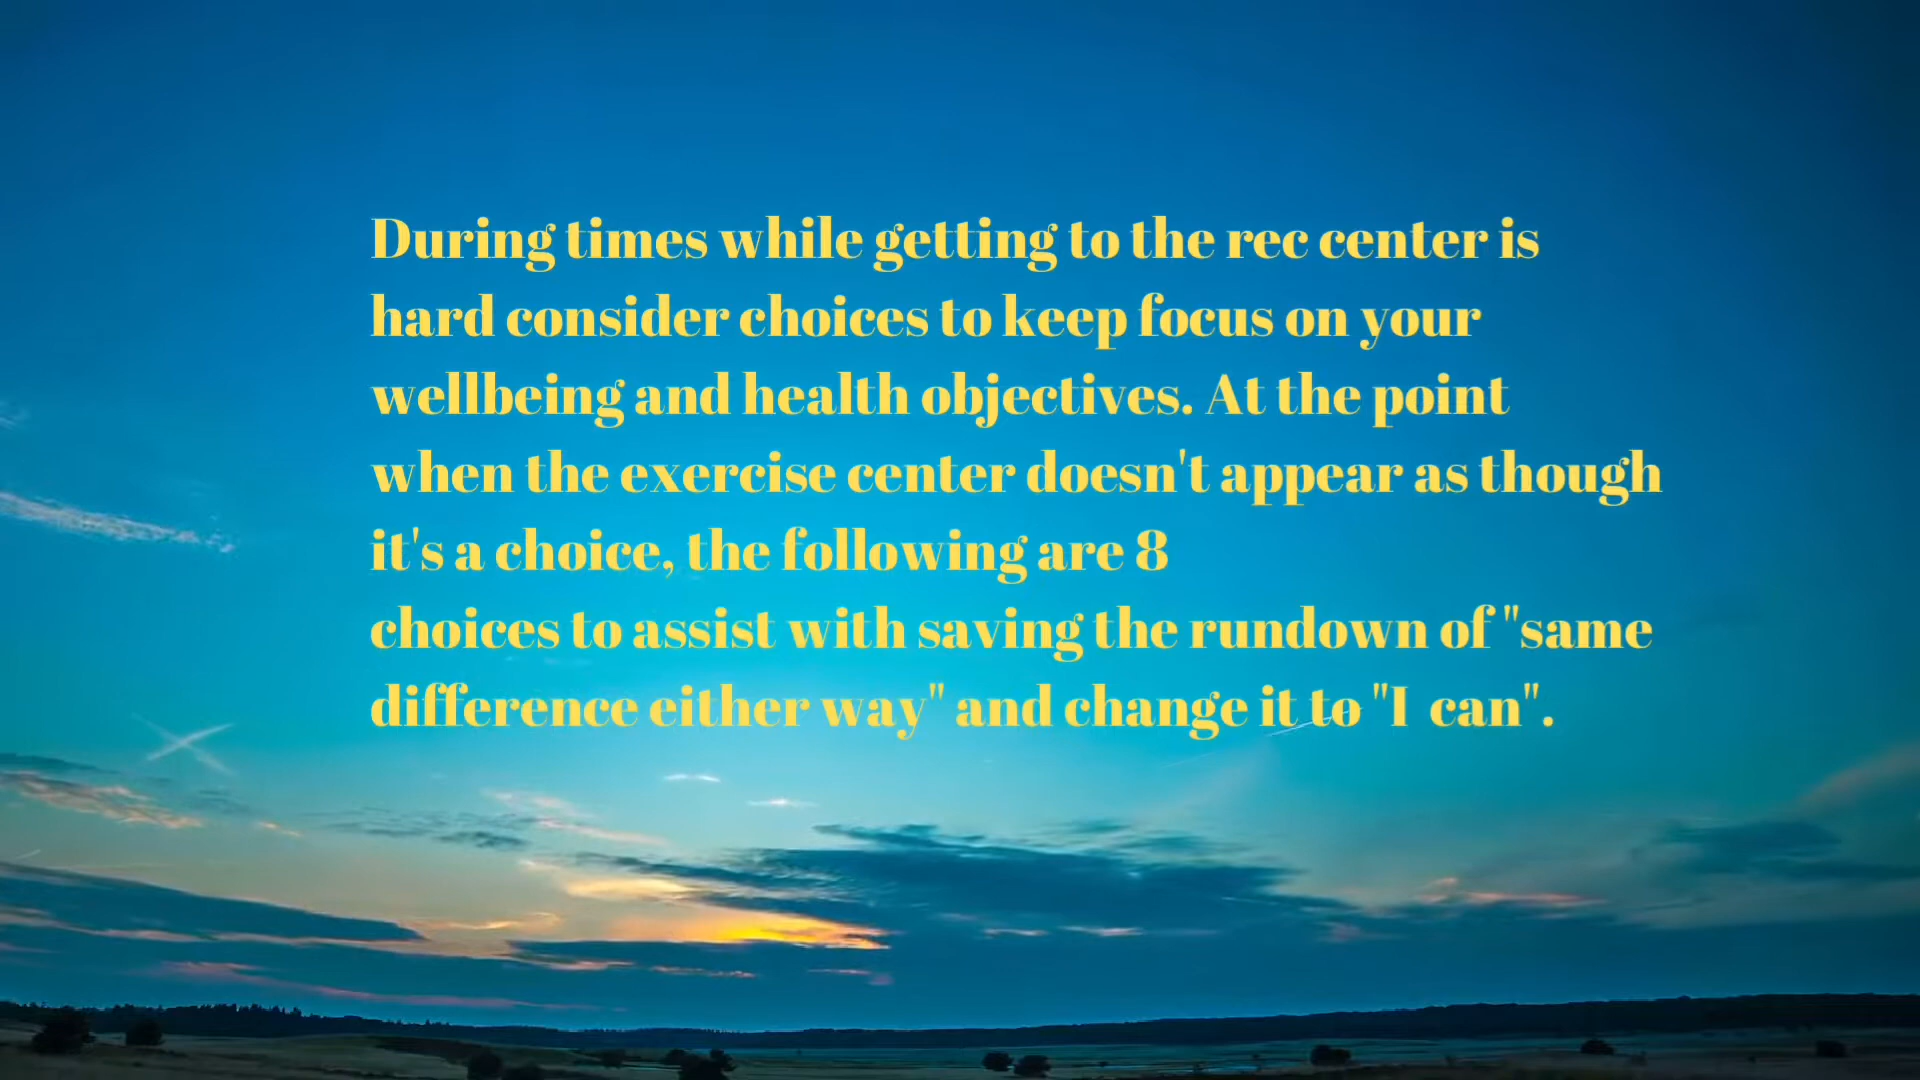 During times while getting to the rec center is
hard consider choices to keep focus on your
wellbeing and health objectives. At the point
when the exercise center doesn't appear as though
it's a choice, the following are 8
choices to assist with saving the rundown of "same
difference either way" and change it to "I can".